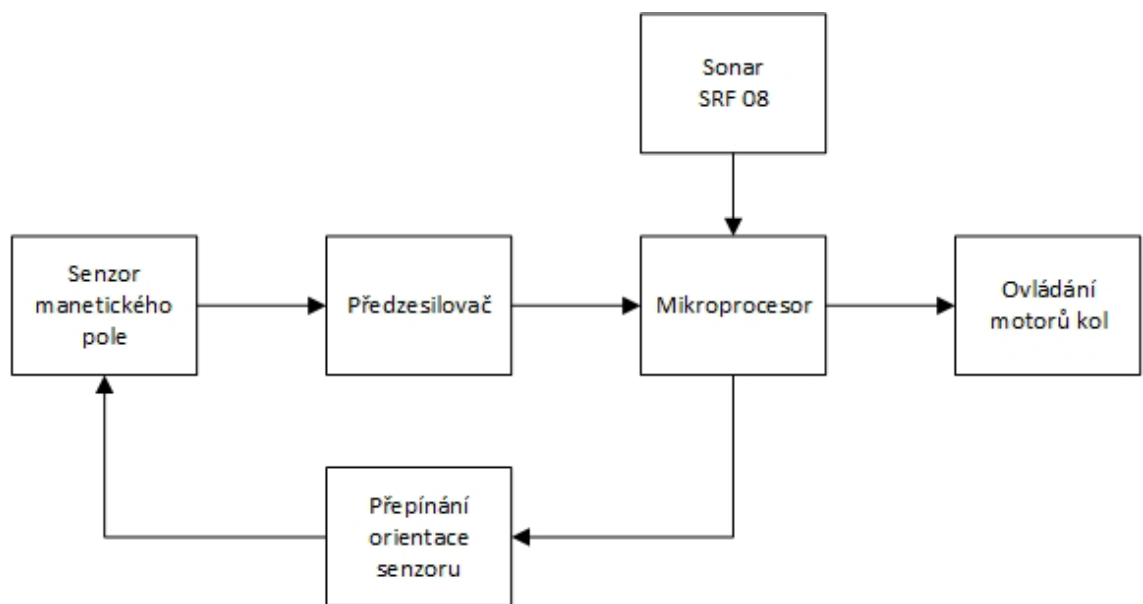 Sonar
SRF 08
Senzor
manetického
pole
Předzesilovač
Mikroprocesor
Ovládání
motorů kol
Přepínání
orientace
senzoru